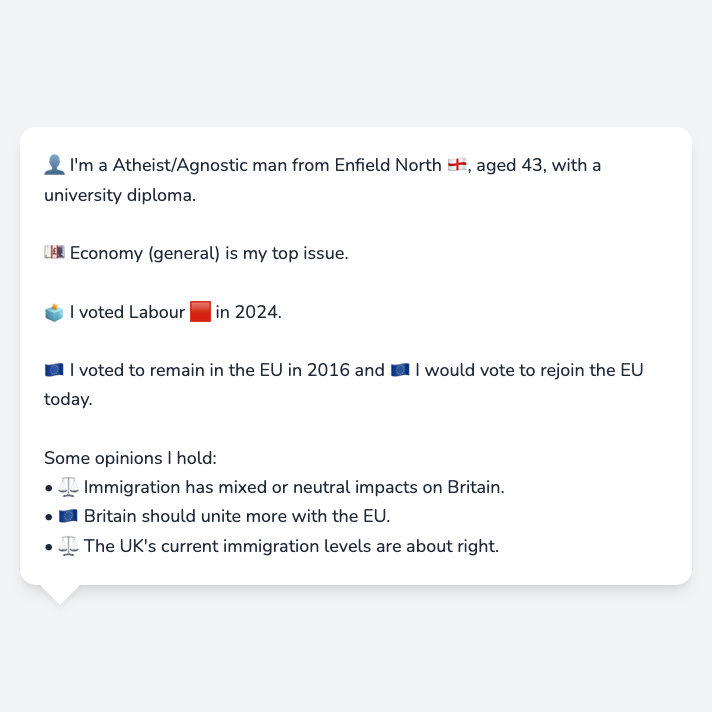 👤 I'm a Atheist/Agnostic man from Enfield North 🏴󠁧󠁢󠁥󠁮󠁧󠁿, aged 43, with a
university diploma.
💷 Economy (general) is my top issue.
🗳️ I voted Labour 🟥 in 2024.
🇪🇺 I voted to remain in the EU in 2016 and 🇪🇺 I would vote to rejoin the EU
today.
Some opinions I hold:
• ⚖️ Immigration has mixed or neutral impacts on Britain.
• 🇪🇺 Britain should unite more with the EU.
• ⚖️ The UK's current immigration levels are about right.